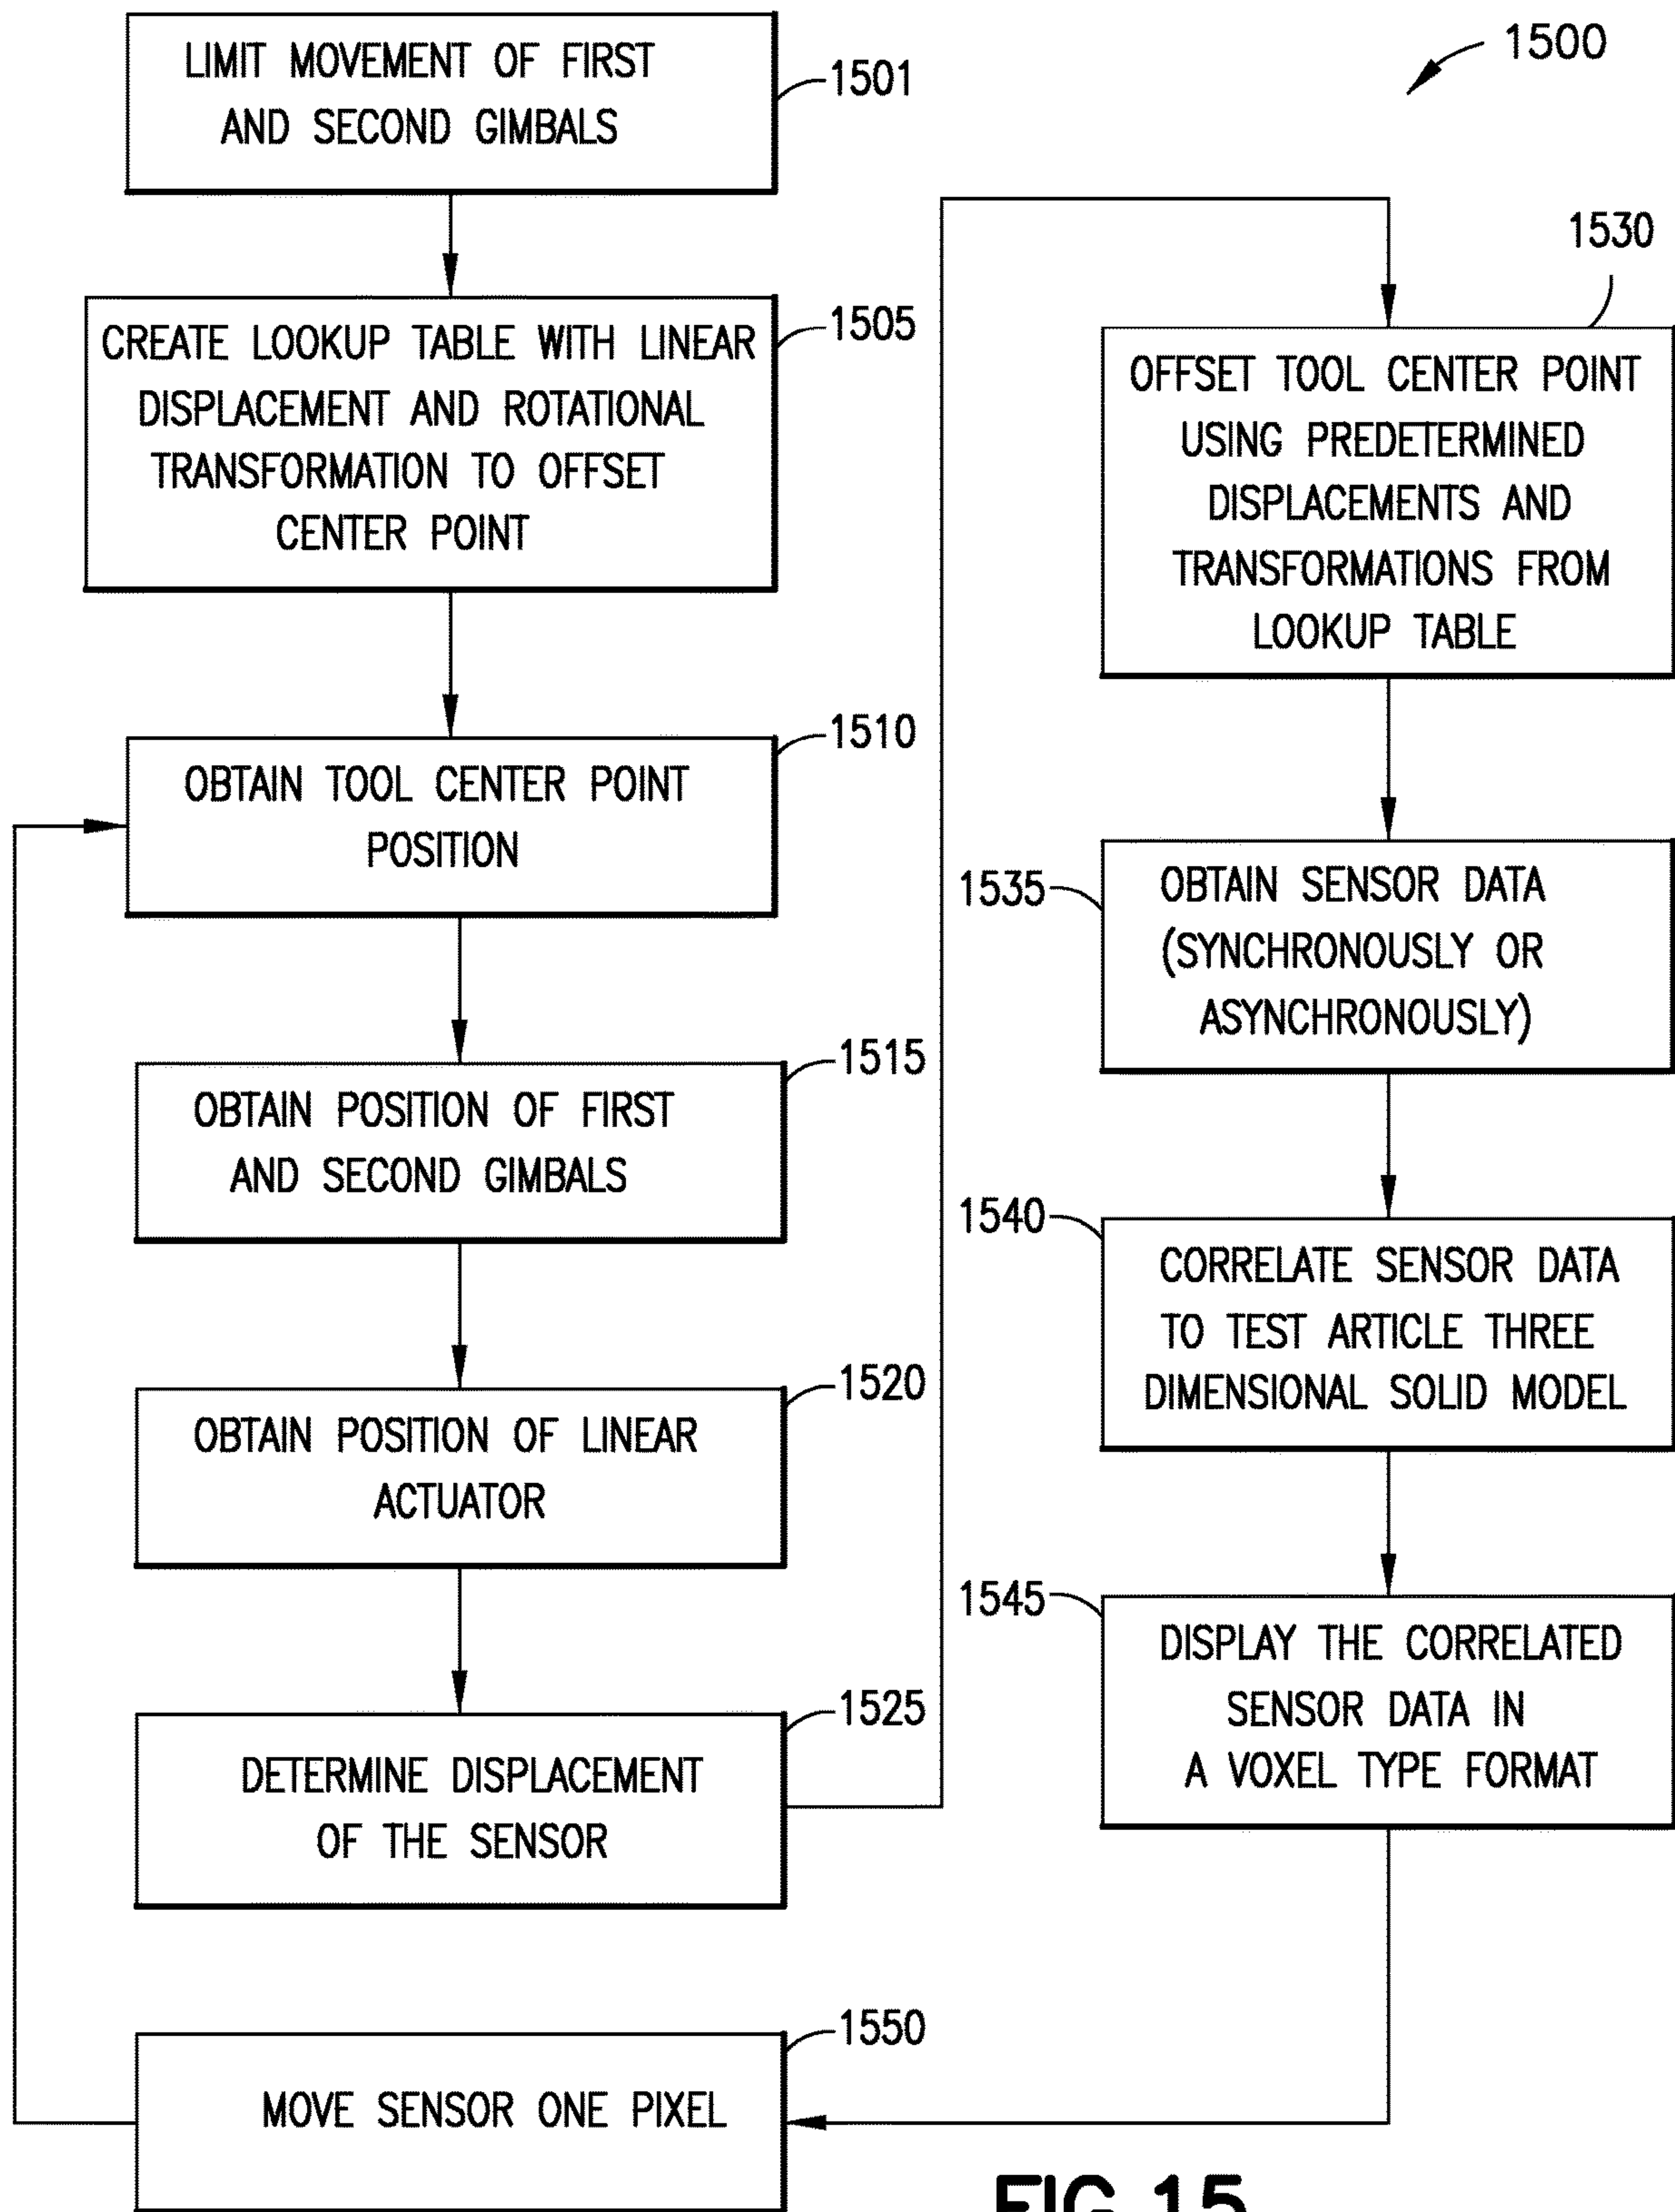 1500
LIMIT MOVEMENT OF FIRST
AND SECOND GIMBALS
1501
CREATE LOOKUP TABLE WITH LINEAR
DISPLACEMENT AND ROTATIONAL
TRANSFORMATION TO OFFSET
CENTER POINT
1505
OBTAIN TOOL CENTER POINT
POSITION
1510
OBTAIN POSITION OF FIRST
AND SECOND GIMBALS
1515
OBTAIN POSITION OF LINEAR
ACTUATOR
1520
DETERMINE DISPLACEMENT
OF THE SENSOR
1525
1530
OFFSET TOOL CENTER POINT
USING PREDETERMINED
DISPLACEMENTS AND
TRANSFORMATIONS FROM
LOOKUP TABLE
1535
OBTAIN SENSOR DATA
(SYNCHRONOUSLY OR
ASYNCHRONOUSLY)
1540
CORRELATE SENSOR DATA
TO TEST ARTICLE THREE
DIMENSIONAL SOLID MODEL
1545
DISPLAY THE CORRELATED
SENSOR DATA IN
A VOXEL TYPE FORMAT
1550
MOVE SENSOR ONE PIXEL
FIG.15